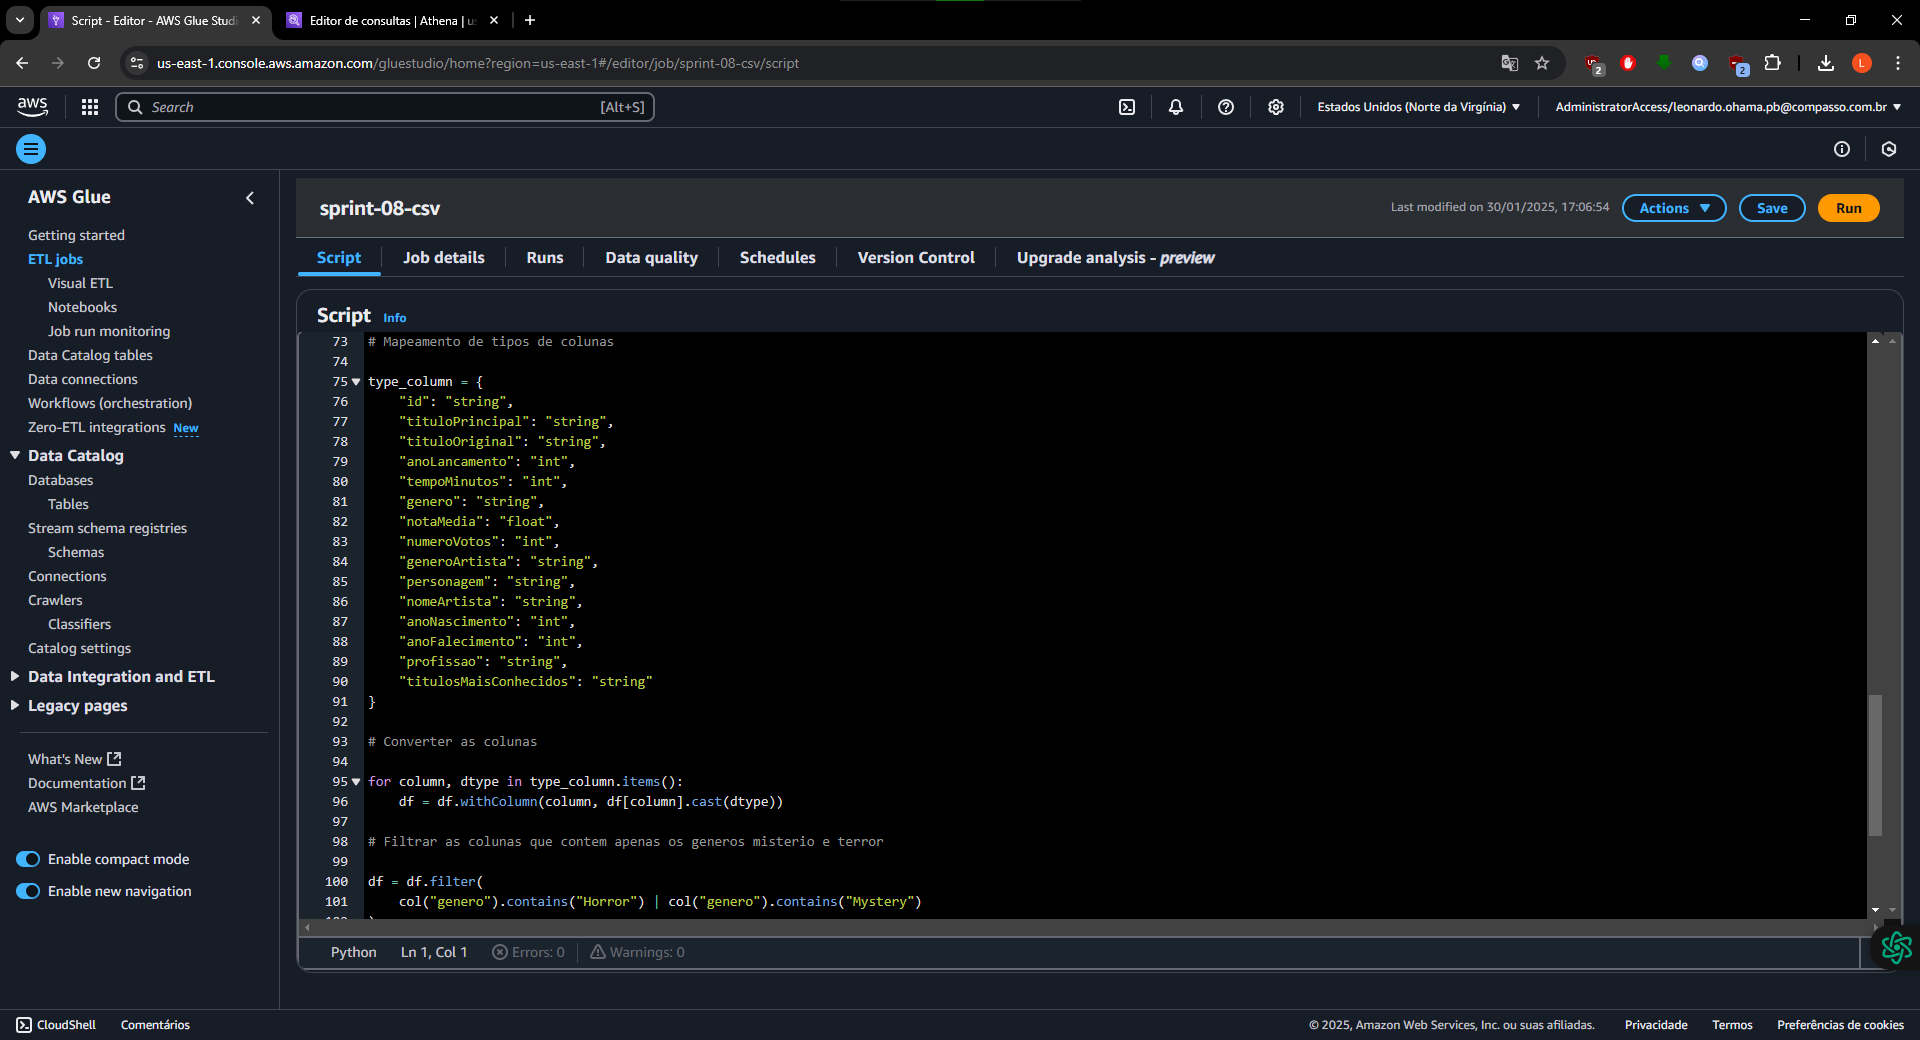 Script - Editor - AWS Glue Studi
Editor de consultas | Athena | us
us-east-1.console.aws.amazon.com/gluestudio/home?region=us-east-1#/editor/job/sprint-08-csv/script
2
2
L
aws
Search
[Alt+S]
Estados Unidos (Norte da Virgínia)
AdministratorAccess/leonardo.ohama.pb@compasso.com.br
AWS Glue
Getting started
ETL jobs
Visual ETL
Notebooks
Job run monitoring
Data Catalog tables
Data connections
Workflows (orchestration)
Zero-ETL integrations New
Data Catalog
Databases
Tables
Stream schema registries
Schemas
Connections
Crawlers
Classifiers
Catalog settings
Data Integration and ETL
Legacy pages
What's New
Documentation
AWS Marketplace
Enable compact mode
Enable new navigation
sprint-08-csv
Last modified on 30/01/2025, 17:06:54
Actions
Save
Run
Script
Job details
Runs
Data quality
Schedules
Version Control
Upgrade analysis - preview
Script Info
73 # Mapeamento de tipos de colunas
74
75 type_column = {
76 "id": "string",
77 "tituloPrincipal": "string",
78 "tituloOriginal": "string",
79 "anoLancamento": "int",
80 "tempoMinutos": "int",
81 "genero": "string",
82 "notaMedia": "float",
83 "numeroVotos": "int",
84 "generoArtista": "string",
85 "personagem": "string",
86 "nomeArtista": "string",
87 "anoNascimento": "int",
88 "anoFalecimento": "int",
89 "profissao": "string",
90 "titulosMaisConhecidos": "string"
91 }
92
93 # Converter as colunas
94
95 for column, dtype in type_column.items():
96 df = df.withColumn(column, df[column].cast(dtype))
97
98 # Filtrar as colunas que contem apenas os generos misterio e terror
99
100 df = df.filter(
101 col("genero").contains("Horror") | col("genero").contains("Mystery")
102 )
Python
Ln 1, Col 1
Errors: 0
Warnings: 0
CloudShell
Comentários
© 2025, Amazon Web Services, Inc. ou suas afiliadas.
Privacidade
Termos
Preferências de cookies